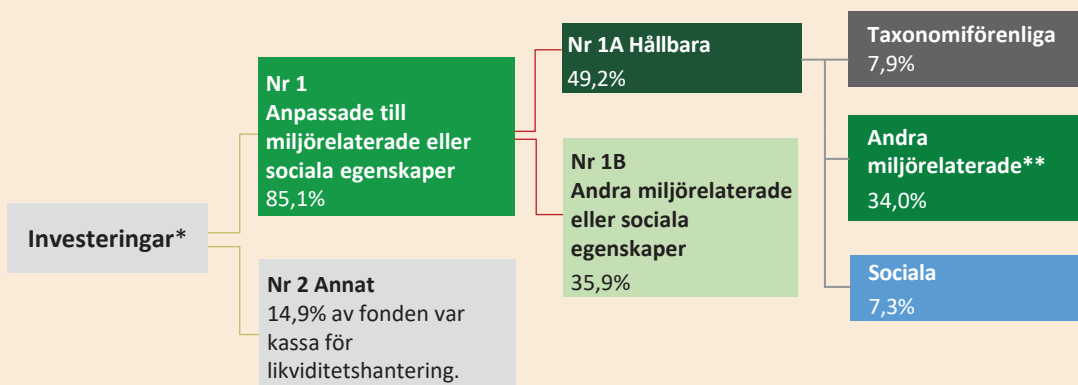 Investeringar*
Nr 1
Anpassade till
miljörelaterade eller
sociala egenskaper
85,1%
Nr 2 Annat
14,9% av fonden var
kassa för
likviditetshantering.
Nr 1A Hållbara
49,2%
Nr 1B
Andra miljörelaterade
eller sociala
egenskaper
35,9%
Taxonomiförenliga
7,9%
Andra
miljörelaterade**
34,0%
Sociala
7,3%